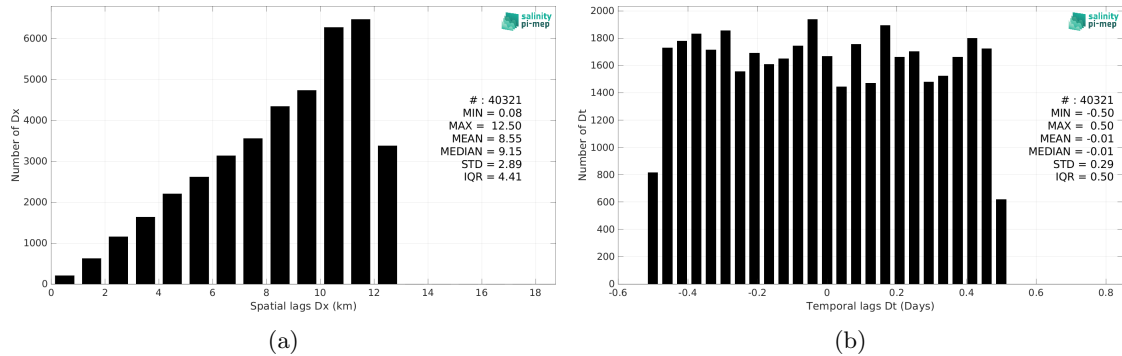 salinity
pi-mep
6000
5000
4000
3000
2000
1000
0
Number of Dx
# : 40321
MIN = 0.08
MAX = 12.50
MEAN = 8.55
MEDIAN = 9.15
STD = 2.89
IQR = 4.41
0 2 4 6 8 10 12 14 16 18
Spatial lags Dx (km)
(a)
salinity
pi-mep
2000
1800
1600
1400
1200
1000
800
600
400
200
0
Number of Dt
# : 40321
MIN = -0.50
MAX = 0.50
MEAN = -0.01
MEDIAN = -0.01
STD = 0.29
IQR = 0.50
-0.6 -0.4 -0.2 0 0.2 0.4 0.6 0.8
Temporal lags Dt (Days)
(b)